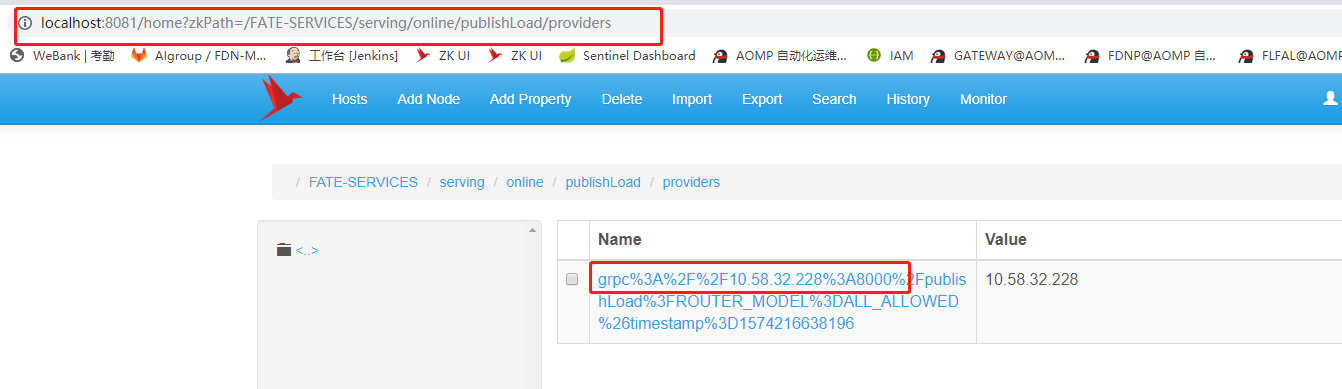 localhost:8081/home?zkPath=/FATE-SERVICES/serving/online/publishLoad/providers
WeBank | 考勤 AIgroup / FDN-M... 工作台 [Jenkins] ZK UI ZK UI Sentinel Dashboard AOMP 自动化运维... IAM GATEWAY@AOM... FDNP@AOMP 自... FLFAL@AOMP
Hosts Add Node Add Property Delete Import Export Search History Monitor
/ FATE-SERVICES / serving / online / publishLoad / providers
<..>
Name Value
grpc%3A%2F%2F10.58.32.228%3A8000%2Fpublis 10.58.32.228
hLoad%3FROUTER_MODEL%3DALL_ALLOWED
%26timestamp%3D1574216638196